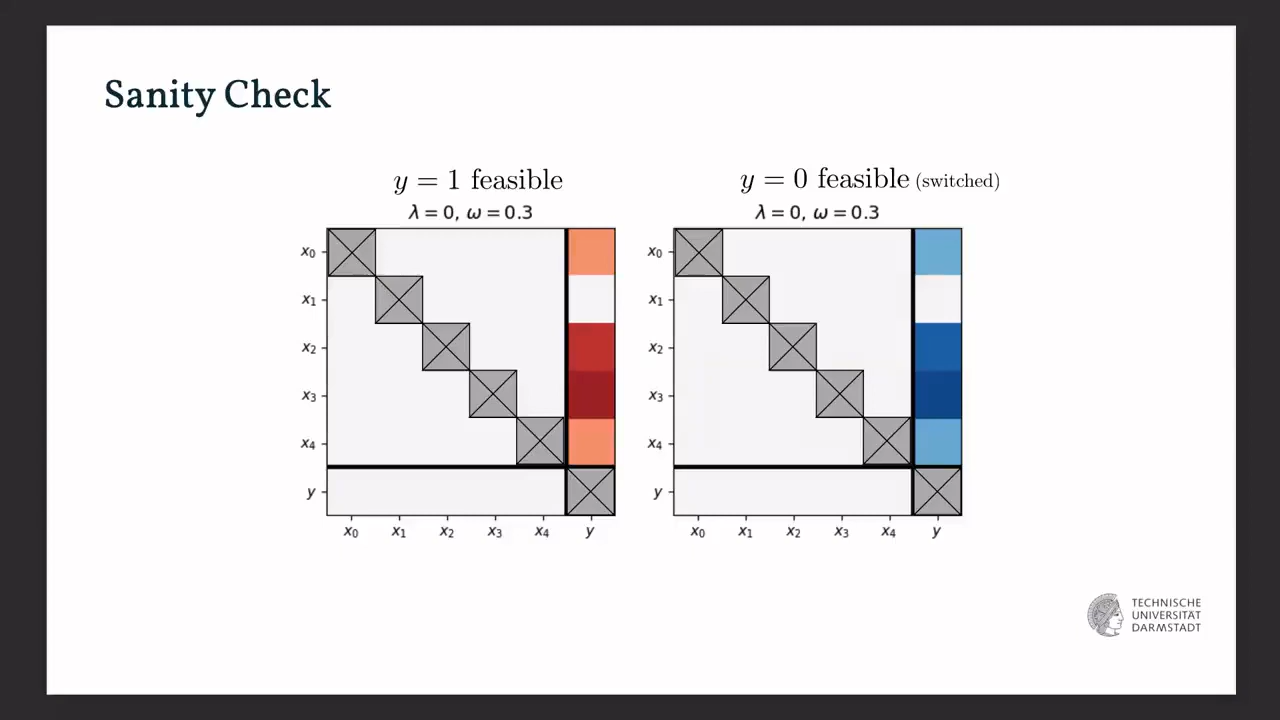 Sanity Check
y = 1 feasible
λ = 0, ω = 0.3
x₀
x₁
x₂
x₃
x₄
y
x₀ x₁ x₂ x₃ x₄ y
y = 0 feasible (switched)
λ = 0, ω = 0.3
x₀
x₁
x₂
x₃
x₄
y
x₀ x₁ x₂ x₃ x₄ y
TECHNISCHE
UNIVERSITÄT
DARMSTADT